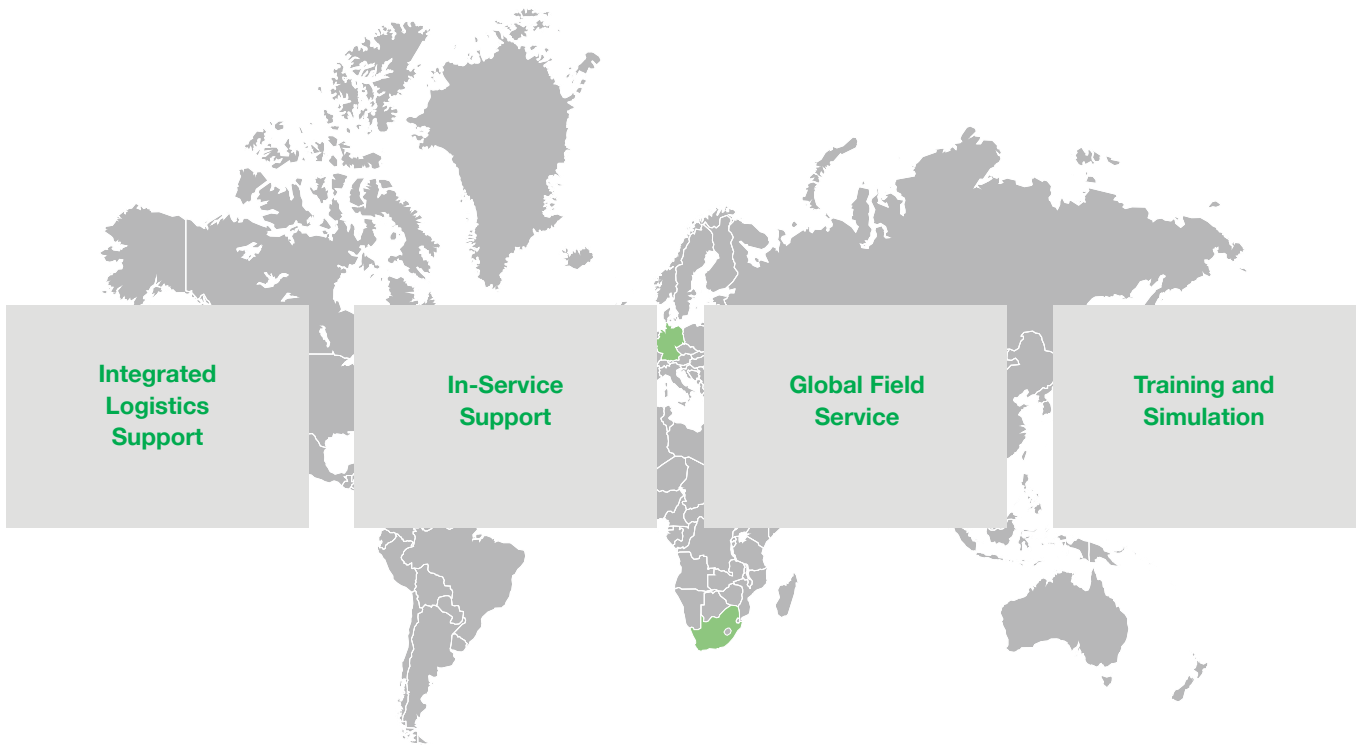 Integrated
Logistics
Support
In-Service
Support
Global Field
Service
Training and
Simulation